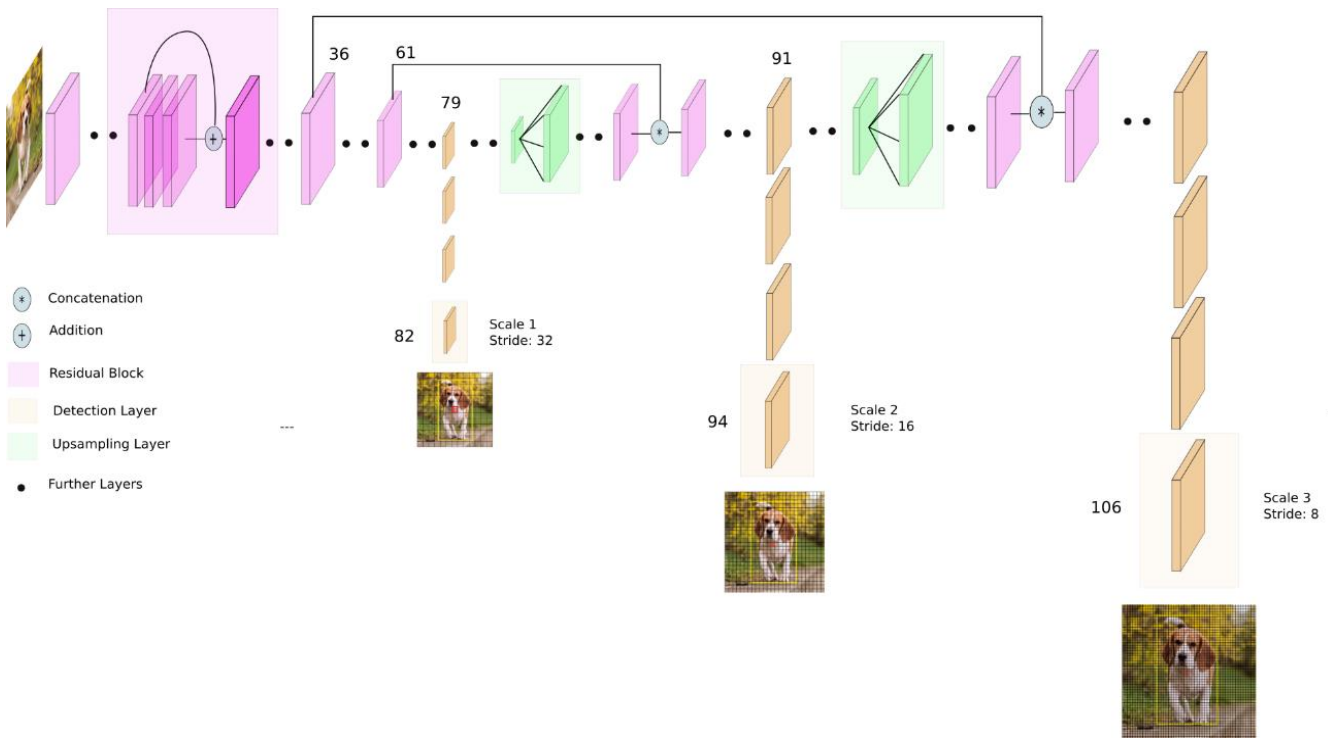 36
61
91
79
Concatenation
Addition
Residual Block
Detection Layer
Upsampling Layer
Further Layers
---
82
Scale 1
Stride: 32
94
Scale 2
Stride: 16
106
Scale 3
Stride: 8